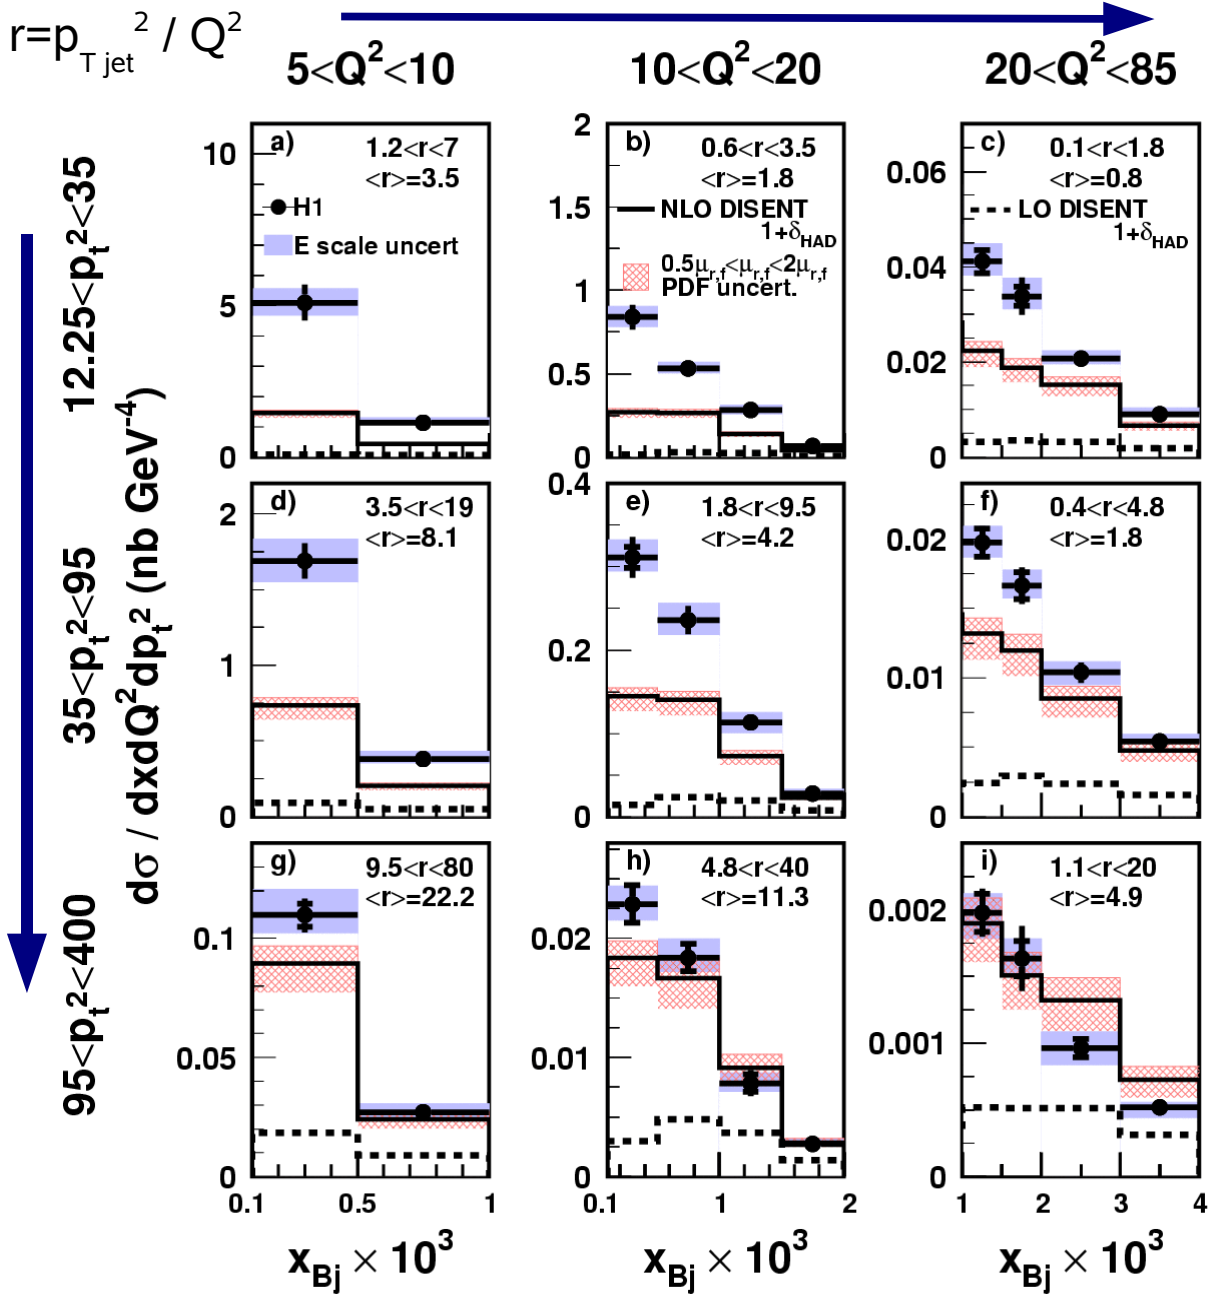 r=p_T jet^2 / Q^2
5<Q^2<10
10<Q^2<20
20<Q^2<85
12.25<p_t^2<35
35<p_t^2<95
95<p_t^2<400
dσ / dxdQ^2dp_t^2 (nb GeV^-4)
a)
1.2<r<7
<r>=3.5
H1
E scale uncert
10
5
0
b)
0.6<r<3.5
<r>=1.8
NLO DISENT
1+δ_HAD
0.5μ_r,f<μ_r,f<2μ_r,f
PDF uncert.
2
1.5
1
0.5
0
c)
0.1<r<1.8
<r>=0.8
LO DISENT
1+δ_HAD
0.06
0.04
0.02
0
d)
3.5<r<19
<r>=8.1
2
1
0
e)
1.8<r<9.5
<r>=4.2
0.4
0.2
0
f)
0.4<r<4.8
<r>=1.8
0.02
0.01
0
g)
9.5<r<80
<r>=22.2
0.1
0.05
0
0.1 0.5 1
x_Bj × 10^3
h)
4.8<r<40
<r>=11.3
0.02
0.01
0
0.1 1 2
x_Bj × 10^3
i)
1.1<r<20
<r>=4.9
0.002
0.001
0
1 2 3 4
x_Bj × 10^3